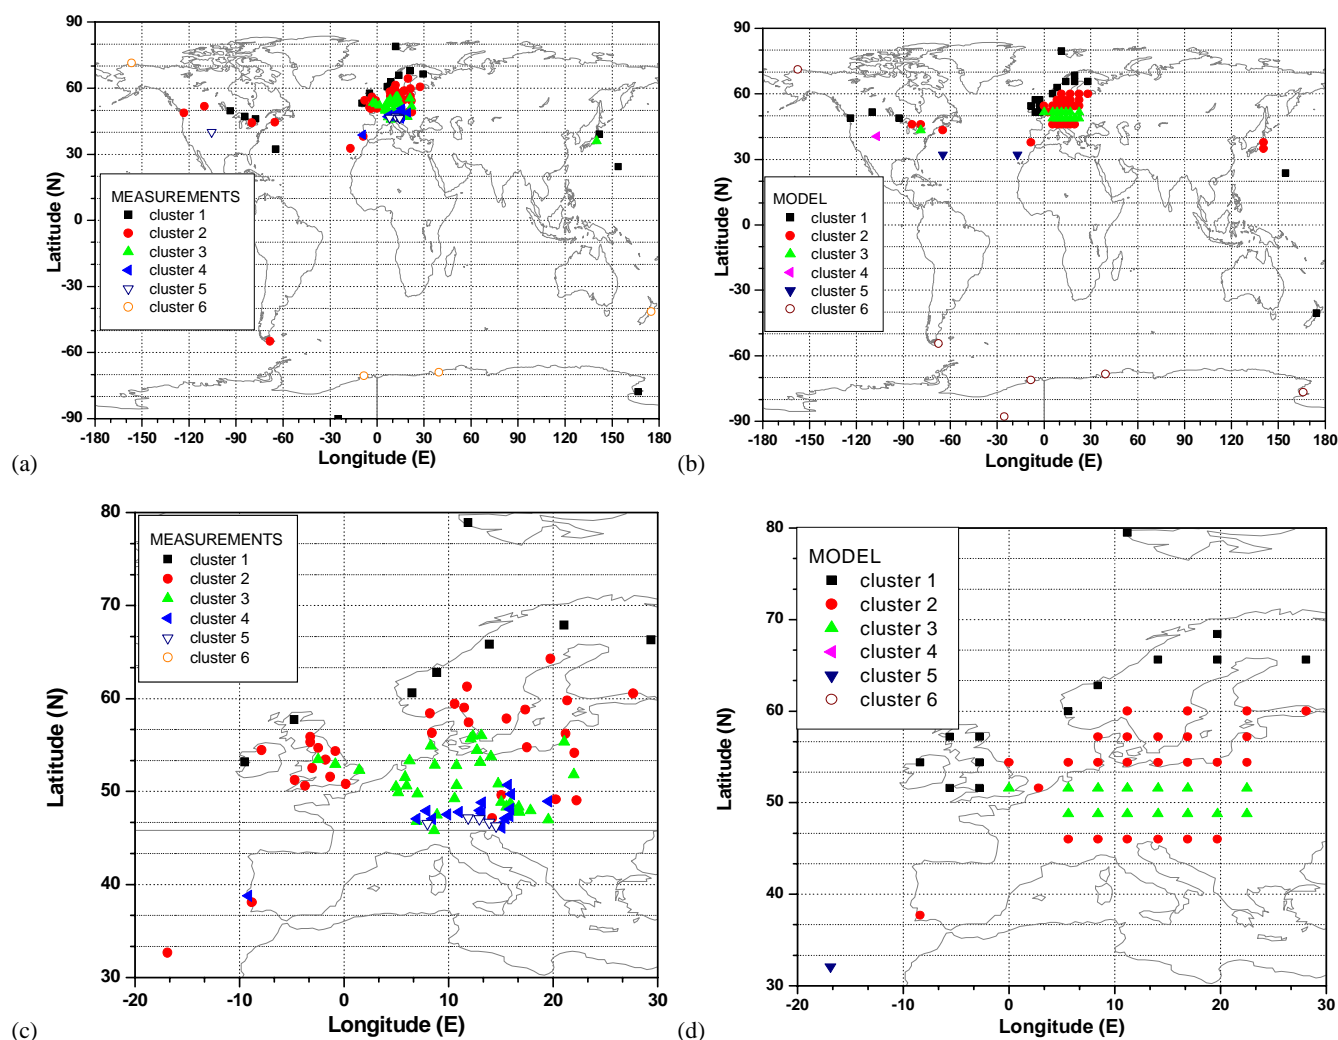 90
60
30
0
-30
-60
-90
Latitude (N)
MEASUREMENTS
cluster 1
cluster 2
cluster 3
cluster 4
cluster 5
cluster 6
-180 -150 -120 -90 -60 -30 0 30 60 90 120 150 180
Longitude (E)
(a)
90
60
30
0
-30
-60
-90
Latitude (N)
MODEL
cluster 1
cluster 2
cluster 3
cluster 4
cluster 5
cluster 6
-180 -150 -120 -90 -60 -30 0 30 60 90 120 150 180
Longitude (E)
(b)
80
70
60
50
40
30
Latitude (N)
MEASUREMENTS
cluster 1
cluster 2
cluster 3
cluster 4
cluster 5
cluster 6
-20 -10 0 10 20 30
Longitude (E)
(c)
80
70
60
50
40
30
Latitude (N)
MODEL
cluster 1
cluster 2
cluster 3
cluster 4
cluster 5
cluster 6
-20 -10 0 10 20 30
Longitude (E)
(d)